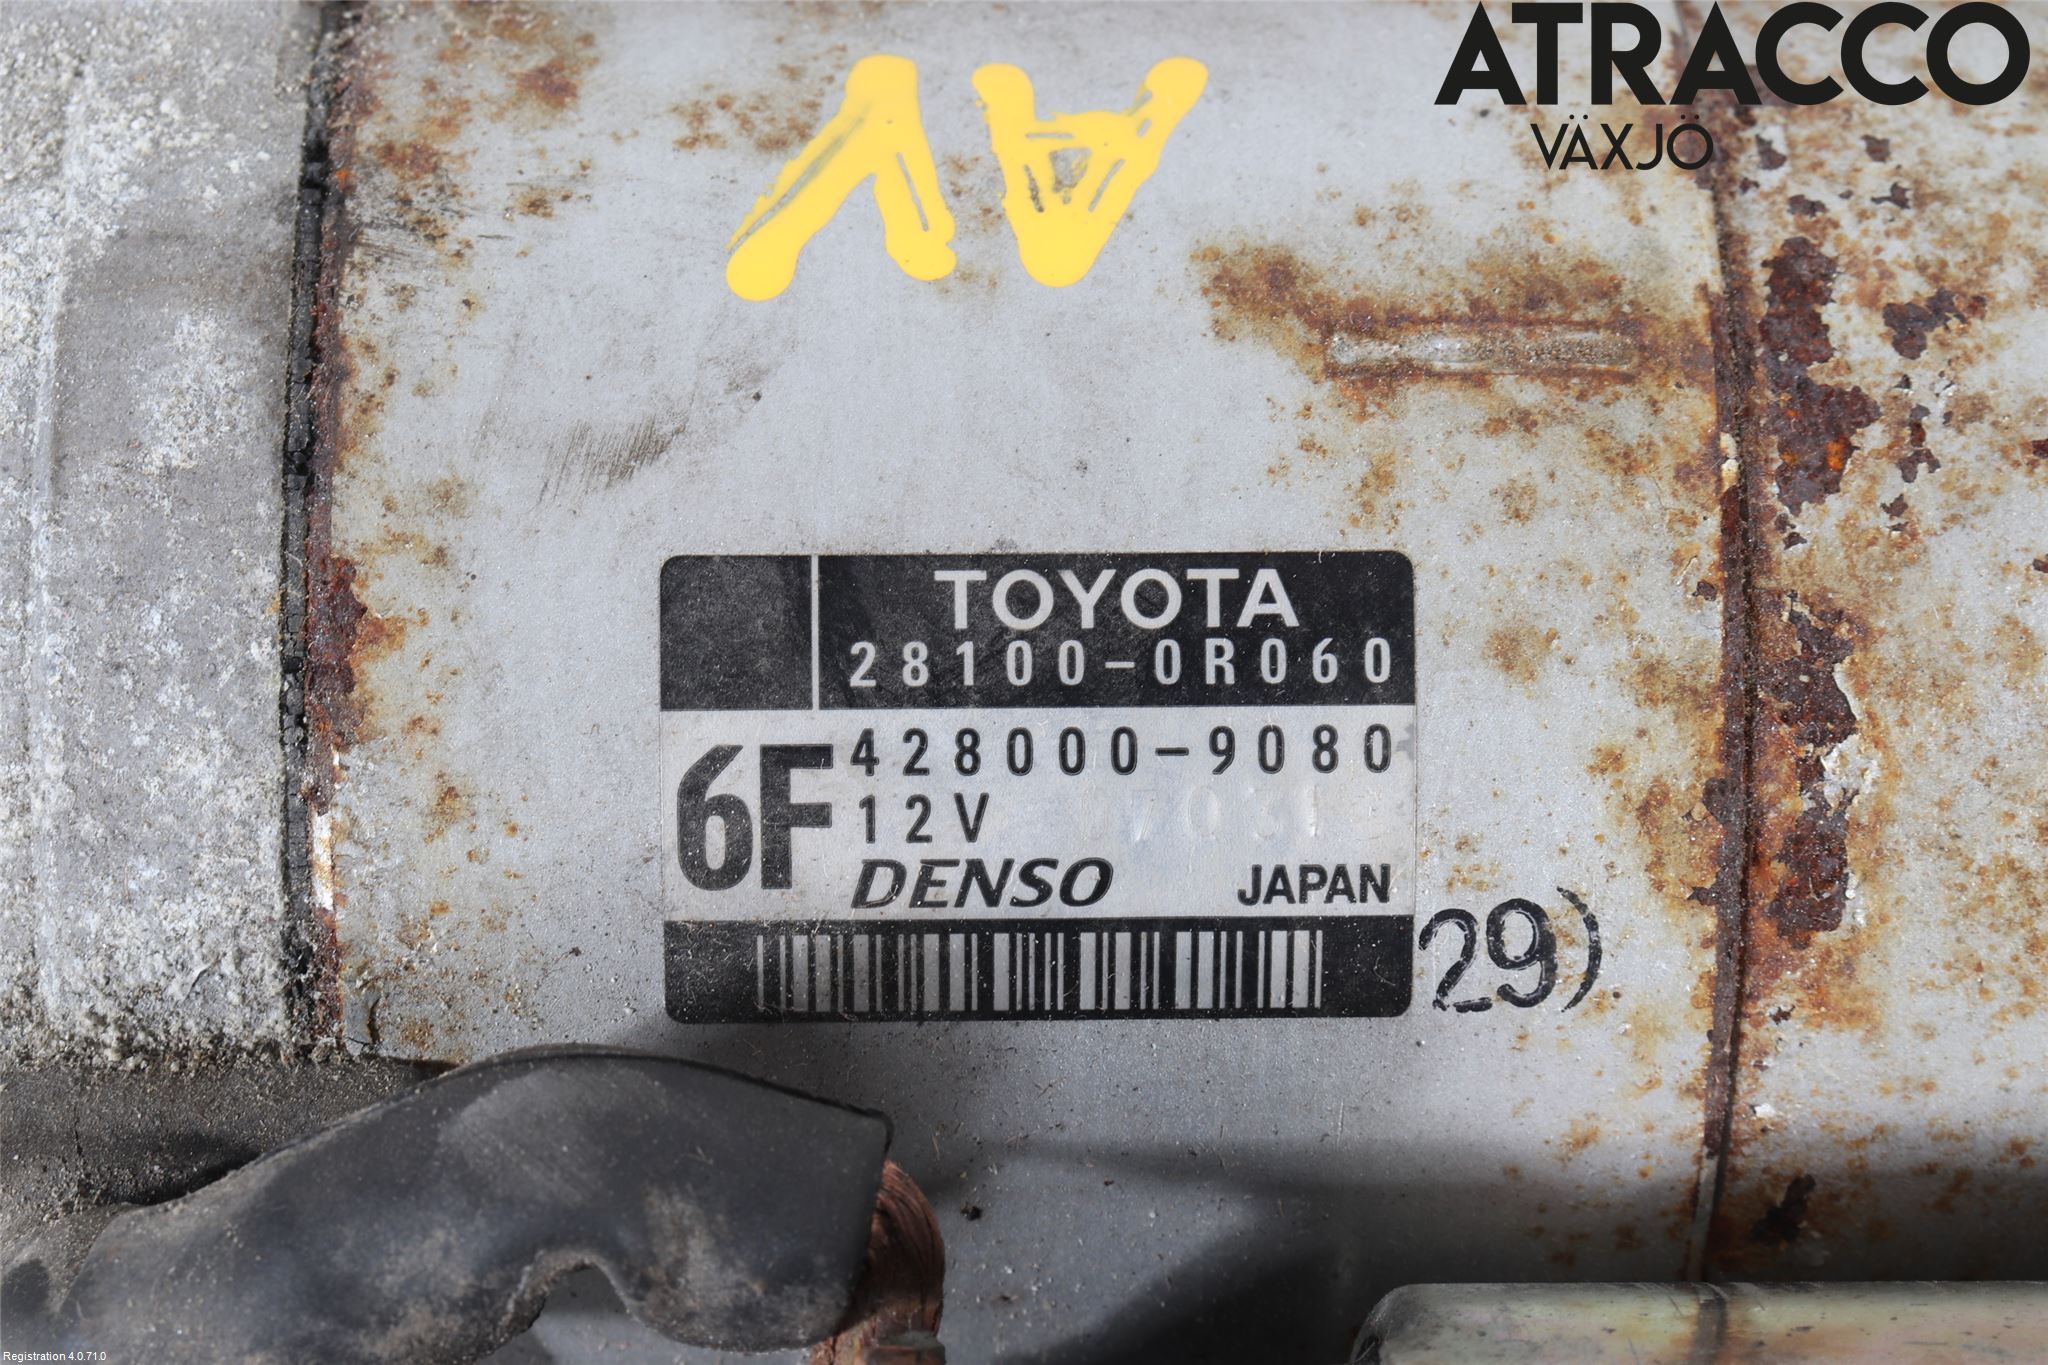 ATRACCO
VÄXJÖ
AV
TOYOTA
28100-0R060
6F
428000-9080
12V
DENSO JAPAN
29)
Registration 4.0.71.0